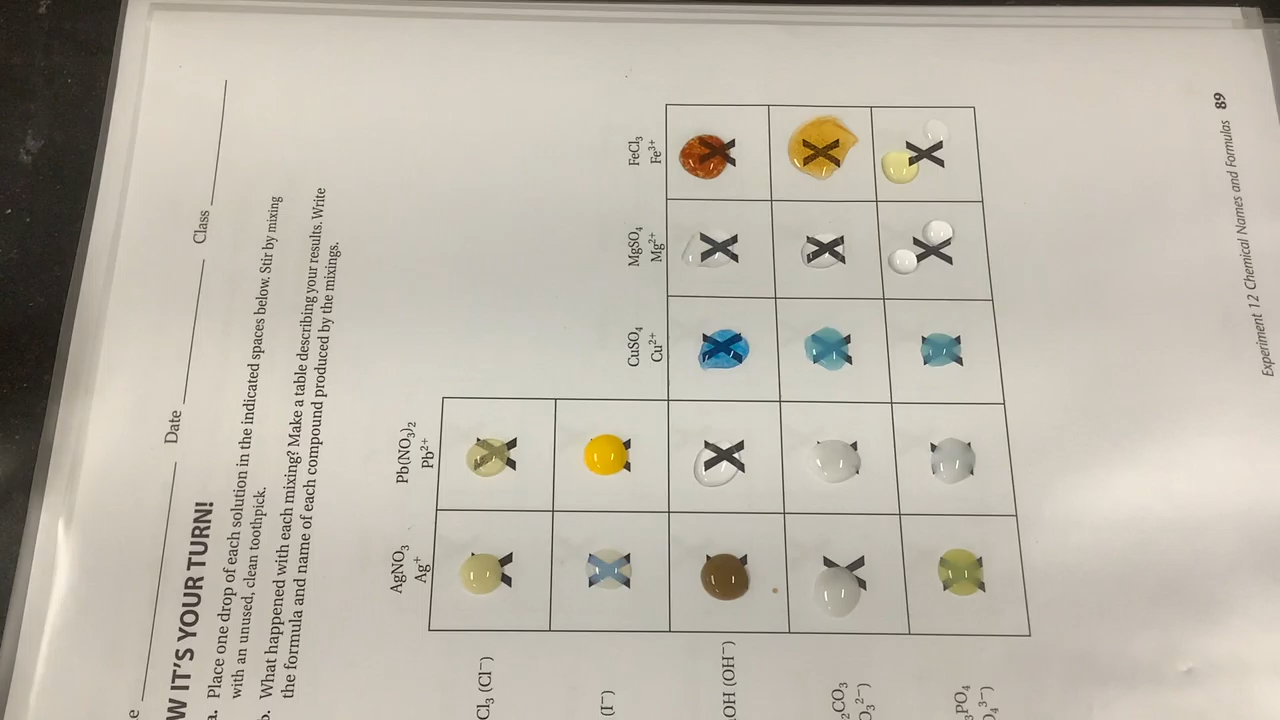 Date
Class
W IT'S YOUR TURN!
a. Place one drop of each solution in the indicated spaces below. Stir by mixing
with an unused, clean toothpick.
b. What happened with each mixing? Make a table describing your results. Write
the formula and name of each compound produced by the mixings.
AgNO₃ Pb(NO₃)₂ CuSO₄ MgSO₄ FeCl₃
Ag⁺ Pb²⁺ Cu²⁺ Mg²⁺ Fe³⁺
Cl₃ (Cl⁻) X X
(I⁻) X X
OH (OH⁻) X X X X X
₂CO₃ X X X X X
O₃²⁻)
₃PO₄ X X X X X
O₄³⁻)
Experiment 12 Chemical Names and Formulas 89